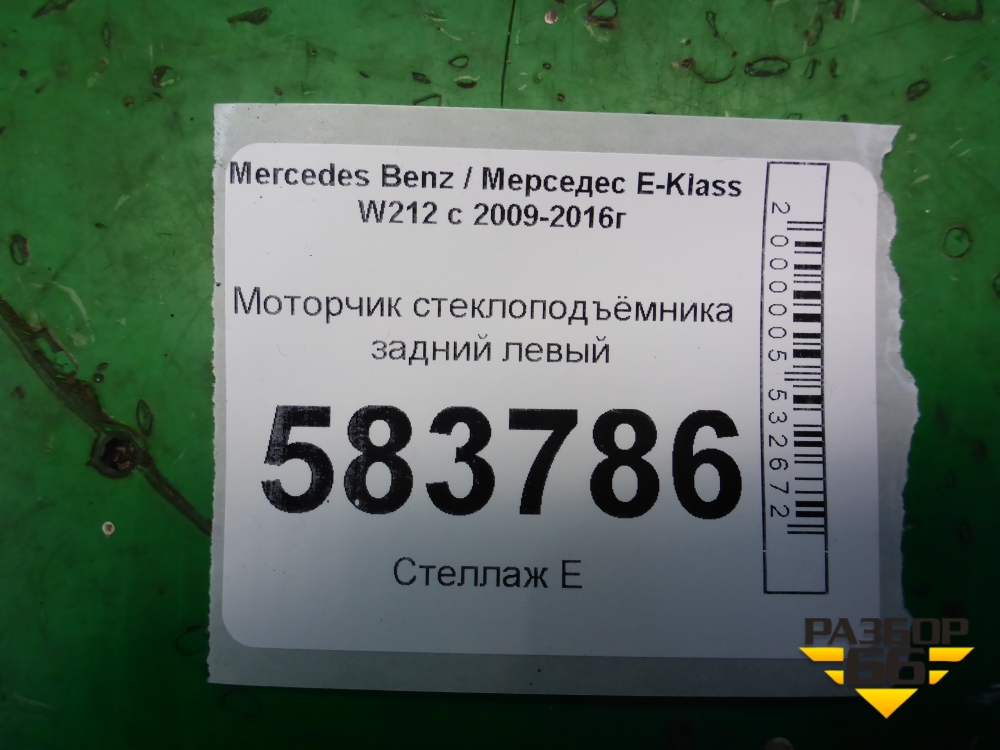 Mercedes Benz / Мерседес E-Klass
W212 с 2009-2016г
Моторчик стеклоподъёмника
задний левый
583786
Стеллаж Е
2000005532672
РАЗБОР
66